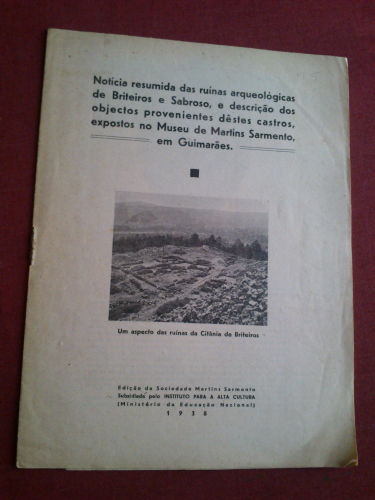 Notícia resumida das ruínas arqueológicas
de Briteiros e Sabroso, e descrição dos
objectos provenientes dêstes castros,
expostos no Museu de Martins Sarmento,
em Guimarães.
Um aspecto das ruínas da Citânia de Briteiros
Edição da Sociedade Martins Sarmento
Subsidiada pelo INSTITUTO PARA A ALTA CULTURA
(Ministério da Educação Nacional)
1938